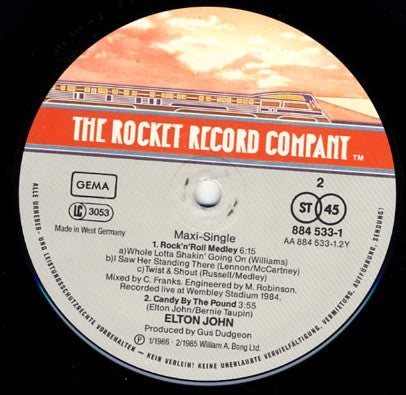 THE ROCKET RECORD COMPANY ™
GEMA
LC 3053
Made in West Germany
2
ST 45
884 533-1
AA 884 533-1.2Y
Maxi-Single
1. Rock'n'Roll Medley 6:15
a)Whole Lotta Shakin' Going On (Williams)
b)I Saw Her Standing There (Lennon/McCartney)
c)Twist & Shout (Russell/Medley)
Mixed by C. Franks. Engineered by M. Robinson.
Recorded live at Wembley Stadium 1984.
2. Candy By The Pound 3:55
(Elton John/Bernie Taupin)
ELTON JOHN
Produced by Gus Dudgeon
Ⓟ 1/1986 · 2/1985 William A. Bong Ltd.
ALLE URHEBER- UND LEISTUNGSSCHUTZRECHTE VORBEHALTEN · KEIN VERLEIH! KEINE UNERLAUBTE VERVIELFÄLTIGUNG, VERMIETUNG, AUFFÜHRUNG, SENDUNG!